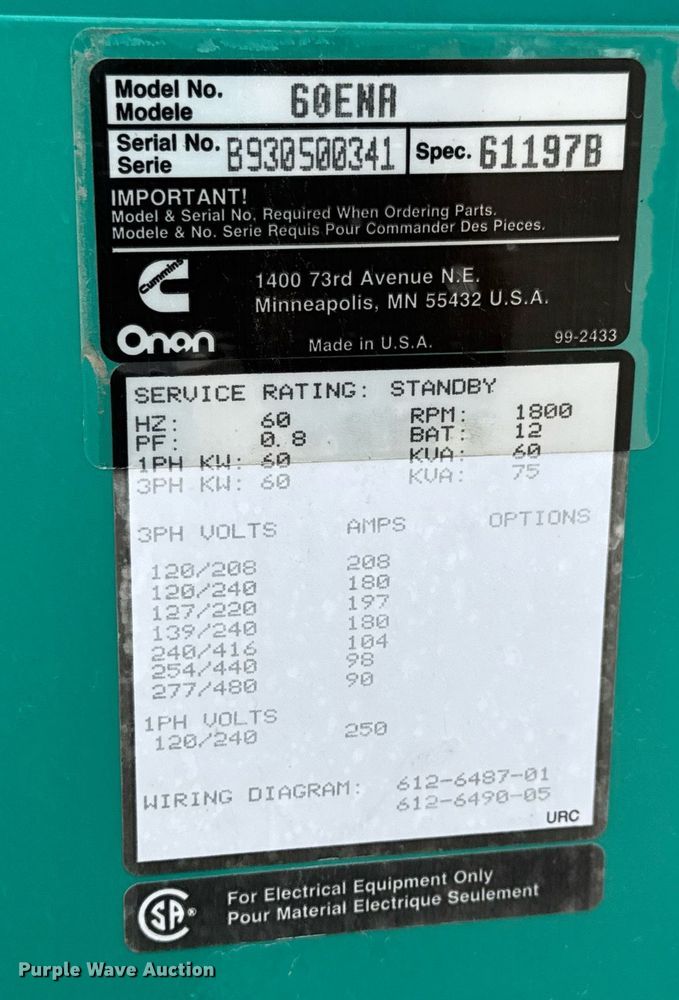 Model No. 60ENA
Modele
Serial No. B930500341 Spec. 61197B
Serie
IMPORTANT!
Model & Serial No. Required When Ordering Parts.
Modele & No. Serie Requis Pour Commander Des Pieces.
Cummins
Onan
1400 73rd Avenue N.E.
Minneapolis, MN 55432 U.S.A.
Made in U.S.A. 99-2433
SERVICE RATING: STANDBY
HZ: 60 RPM: 1800
PF: 0.8 BAT: 12
1PH KW: 60 KVA: 60
3PH KW: 60 KVA: 75
3PH VOLTS AMPS OPTIONS
120/208 208
120/240 180
127/220 197
139/240 180
240/416 104
254/440 98
277/480 90
1PH VOLTS
120/240 250
WIRING DIAGRAM: 612-6487-01
612-6490-05
URC
SA®
For Electrical Equipment Only
Pour Material Electrique Seulement
Purple Wave Auction